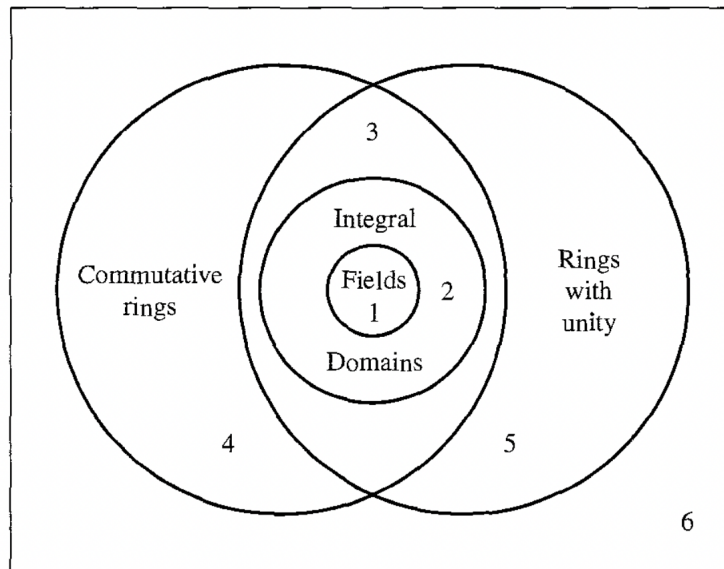 3
Integral
Commutative
rings
Fields
1
2
Rings
with
unity
Domains
4
5
6